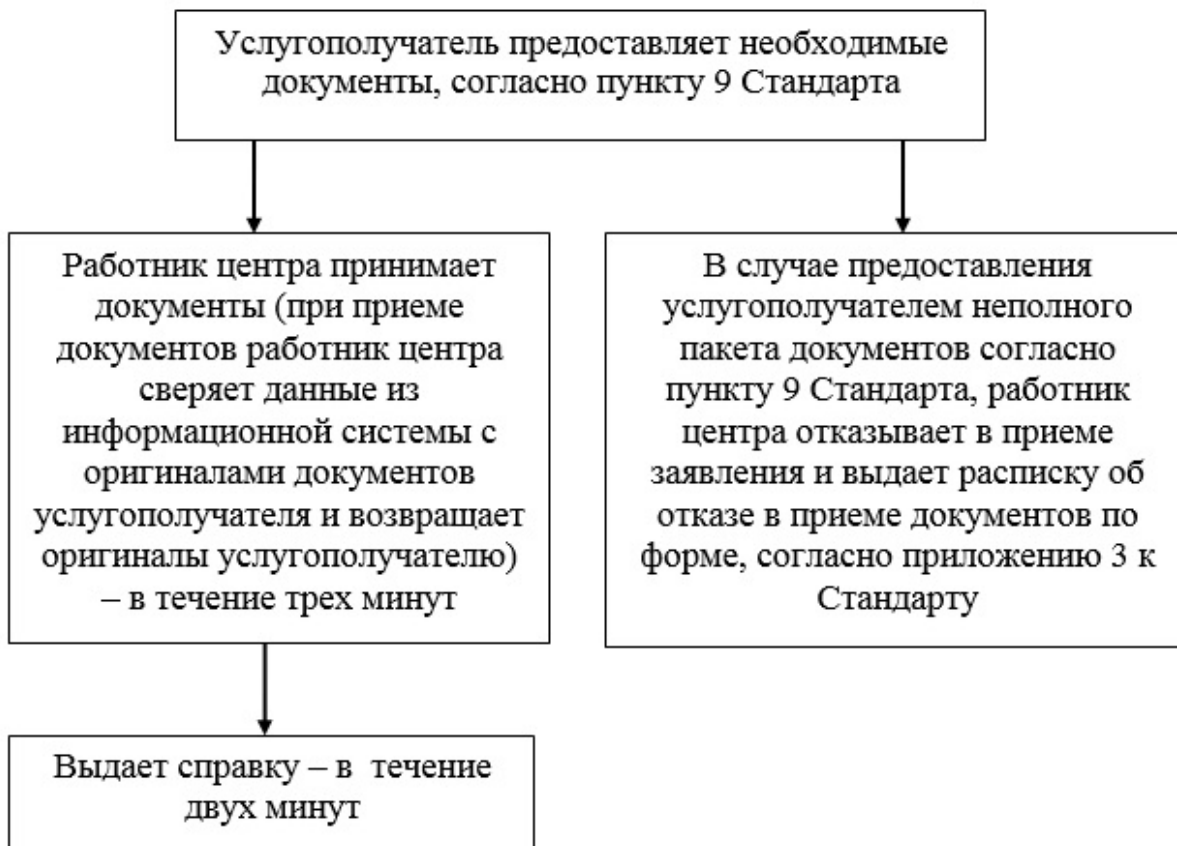 Услугополучатель предоставляет необходимые
документы, согласно пункту 9 Стандарта
Работник центра принимает
документы (при приеме
документов работник центра
сверяет данные из
информационной системы с
оригиналами документов
услугополучателя и возвращает
оригиналы услугополучателю)
– в течение трех минут
В случае предоставления
услугополучателем неполного
пакета документов согласно
пункту 9 Стандарта, работник
центра отказывает в приеме
заявления и выдает расписку об
отказе в приеме документов по
форме, согласно приложению 3 к
Стандарту
Выдает справку – в  течение
двух минут